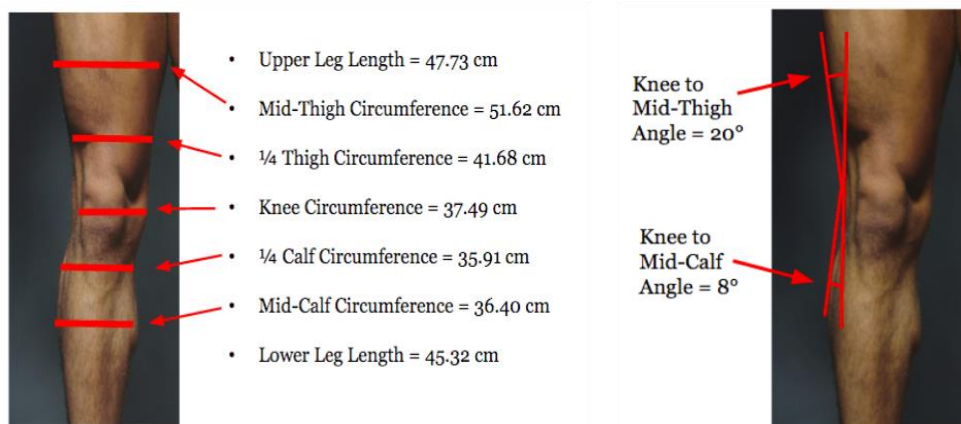 • Upper Leg Length = 47.73 cm
• Mid-Thigh Circumference = 51.62 cm
• ¼ Thigh Circumference = 41.68 cm
• Knee Circumference = 37.49 cm
• ¼ Calf Circumference = 35.91 cm
• Mid-Calf Circumference = 36.40 cm
• Lower Leg Length = 45.32 cm
Knee to
Mid-Thigh
Angle = 20°
Knee to
Mid-Calf
Angle = 8°